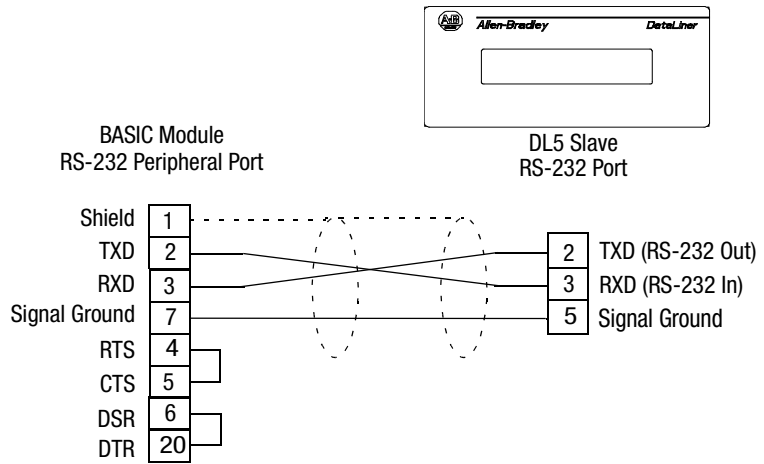 A-B
Allen-Bradley DataLiner
BASIC Module
RS-232 Peripheral Port
DL5 Slave
RS-232 Port
Shield 1
TXD 2 2 TXD (RS-232 Out)
RXD 3 3 RXD (RS-232 In)
Signal Ground 7 5 Signal Ground
RTS 4
CTS 5
DSR 6
DTR 20